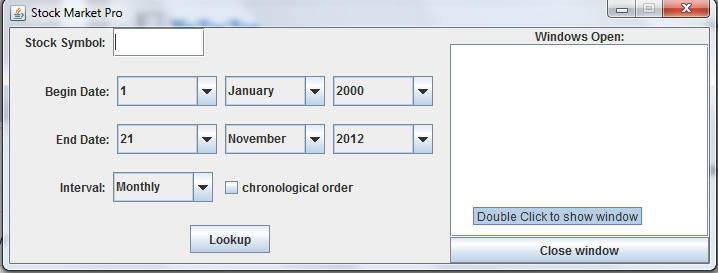 Stock Market Pro
Stock Symbol:
Begin Date: 1 January 2000
End Date: 21 November 2012
Interval: Monthly chronological order
Lookup
Windows Open:
Double Click to show window
Close window